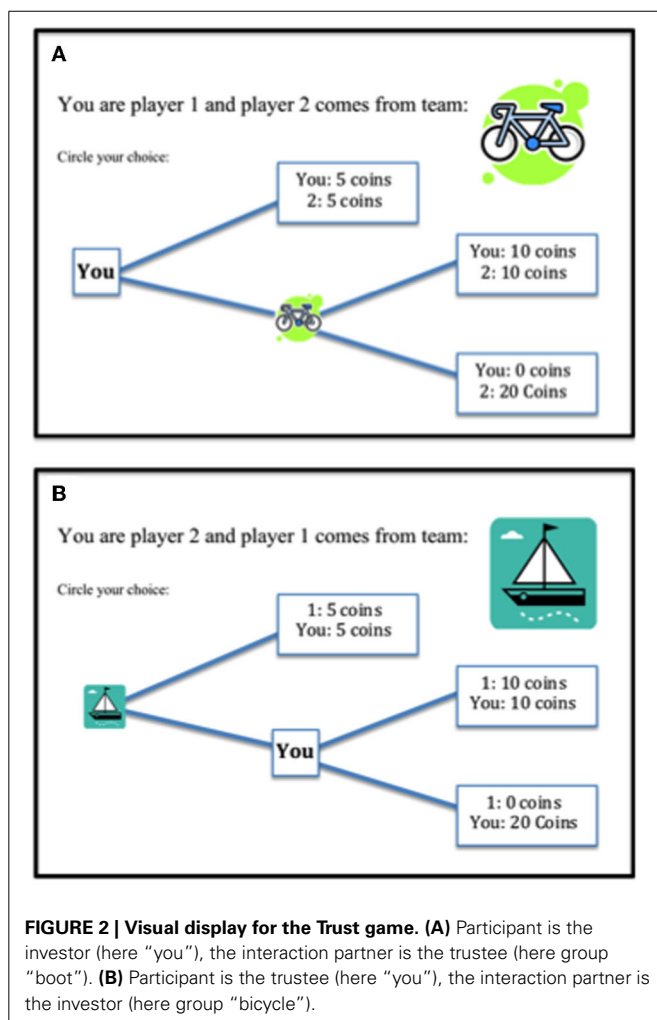 A
You are player 1 and player 2 comes from team:
Circle your choice:
You: 5 coins
2: 5 coins
You
You: 10 coins
2: 10 coins
You: 0 coins
2: 20 Coins
B
You are player 2 and player 1 comes from team:
Circle your choice:
1: 5 coins
You: 5 coins
1: 10 coins
You: 10 coins
You
1: 0 coins
You: 20 Coins
FIGURE 2 | Visual display for the Trust game. (A) Participant is the
investor (here “you”), the interaction partner is the trustee (here group
“boot”). (B) Participant is the trustee (here “you”), the interaction partner is
the investor (here group “bicycle”).